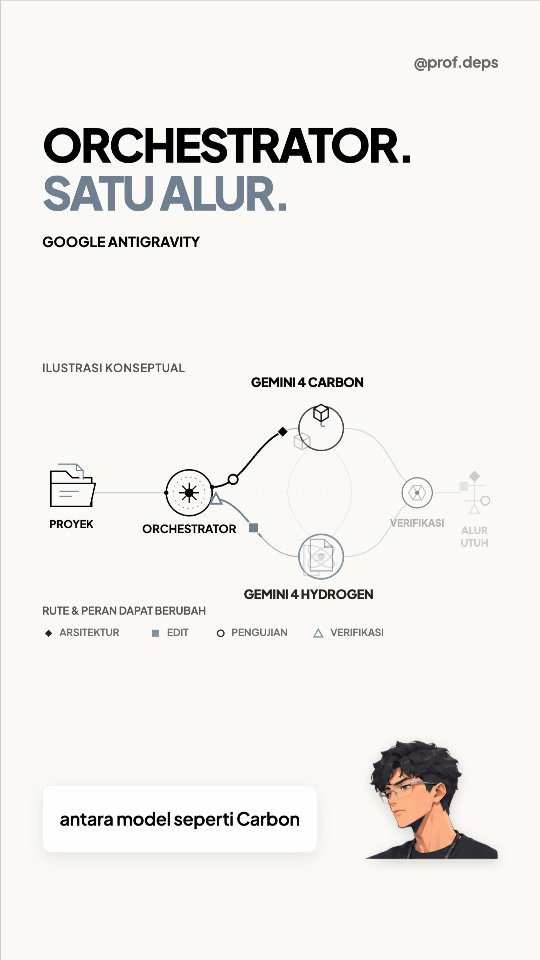 @prof.deps
ORCHESTRATOR.
SATU ALUR.
GOOGLE ANTIGRAVITY
ILUSTRASI KONSEPTUAL
GEMINI 4 CARBON
PROYEK
ORCHESTRATOR
VERIFIKASI
ALUR
UTUH
GEMINI 4 HYDROGEN
RUTE & PERAN DAPAT BERUBAH
ARSITEKTUR
EDIT
PENGUJIAN
VERIFIKASI
antara model seperti Carbon